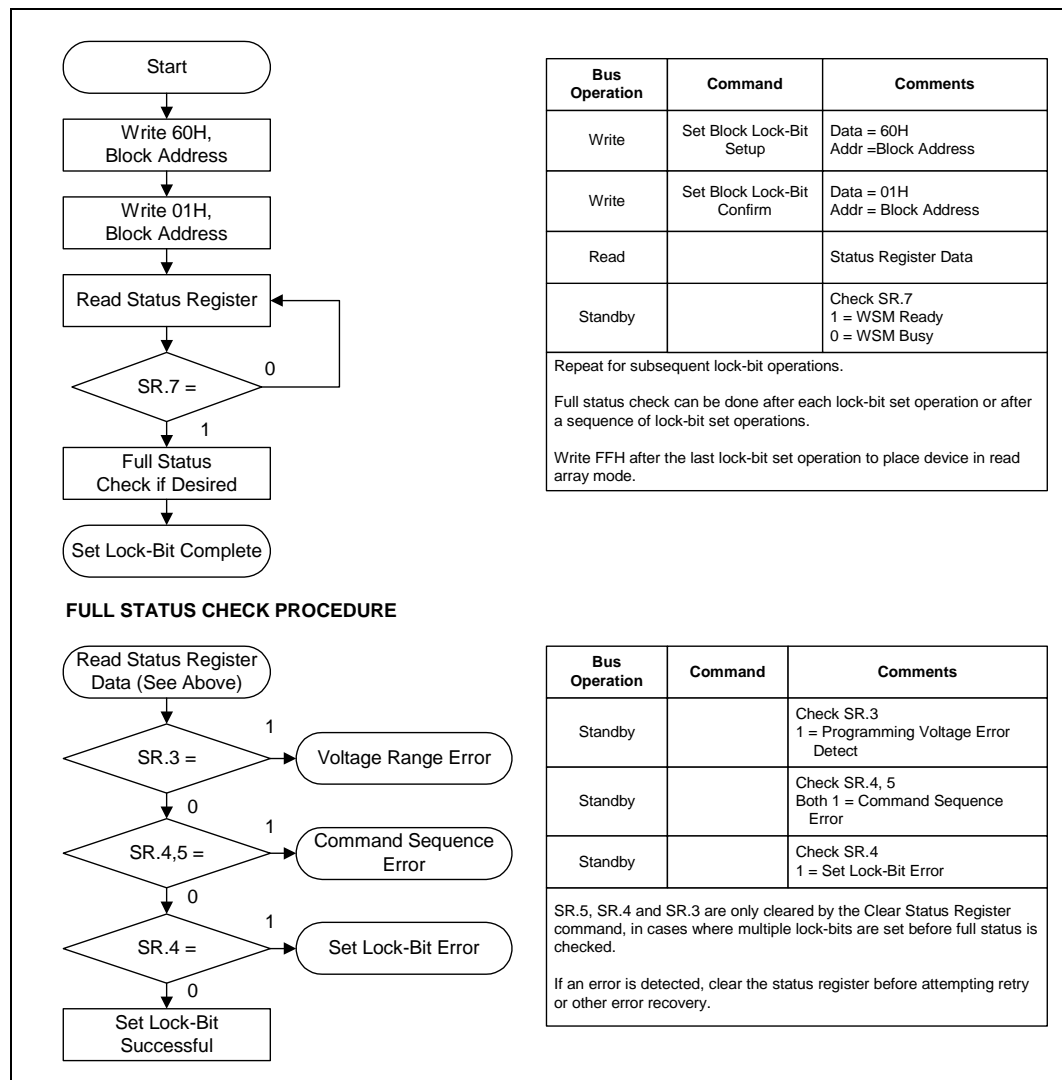 Start
Write 60H,
Block Address
Write 01H,
Block Address
Read Status Register
0
SR.7 =
1
Full Status
Check if Desired
Set Lock-Bit Complete
Bus
Operation
Command
Comments
Write
Set Block Lock-Bit
Setup
Data = 60H
Addr =Block Address
Write
Set Block Lock-Bit
Confirm
Data = 01H
Addr = Block Address
Read
Status Register Data
Standby
Check SR.7
1 = WSM Ready
0 = WSM Busy
Repeat for subsequent lock-bit operations.
Full status check can be done after each lock-bit set operation or after
a sequence of lock-bit set operations.
Write FFH after the last lock-bit set operation to place device in read
array mode.
FULL STATUS CHECK PROCEDURE
Read Status Register
Data (See Above)
1
SR.3 =
Voltage Range Error
0
1
SR.4,5 =
Command Sequence
Error
0
1
SR.4 =
Set Lock-Bit Error
0
Set Lock-Bit
Successful
Bus
Operation
Command
Comments
Standby
Check SR.3
1 = Programming Voltage Error
Detect
Standby
Check SR.4, 5
Both 1 = Command Sequence
Error
Standby
Check SR.4
1 = Set Lock-Bit Error
SR.5, SR.4 and SR.3 are only cleared by the Clear Status Register
command, in cases where multiple lock-bits are set before full status is
checked.
If an error is detected, clear the status register before attempting retry
or other error recovery.